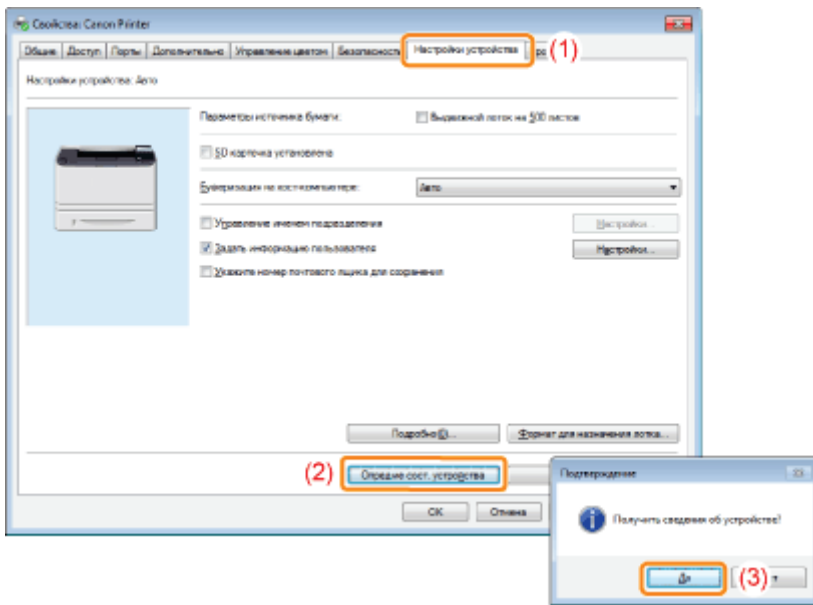 Свойства: Canon Printer
Общие Доступ Порты Дополнительно Управление цветом Безопасность Настройки устройства (1)
Настройки устройства: Авто
Параметры источника бумаги: Выдвижной лоток на 500 листов
SD карточка установлена
Буферизация на хост-компьютере: Авто
Управление именем подразделения Настройки...
Задать информацию пользователя Настройки...
Укажите номер почтового ящика для сохранения
Подробно... Формат для назначения лотка...
(2) сост. устройства
Подтверждение
OK Отмена
Получить сведения об устройстве?
Да (3)